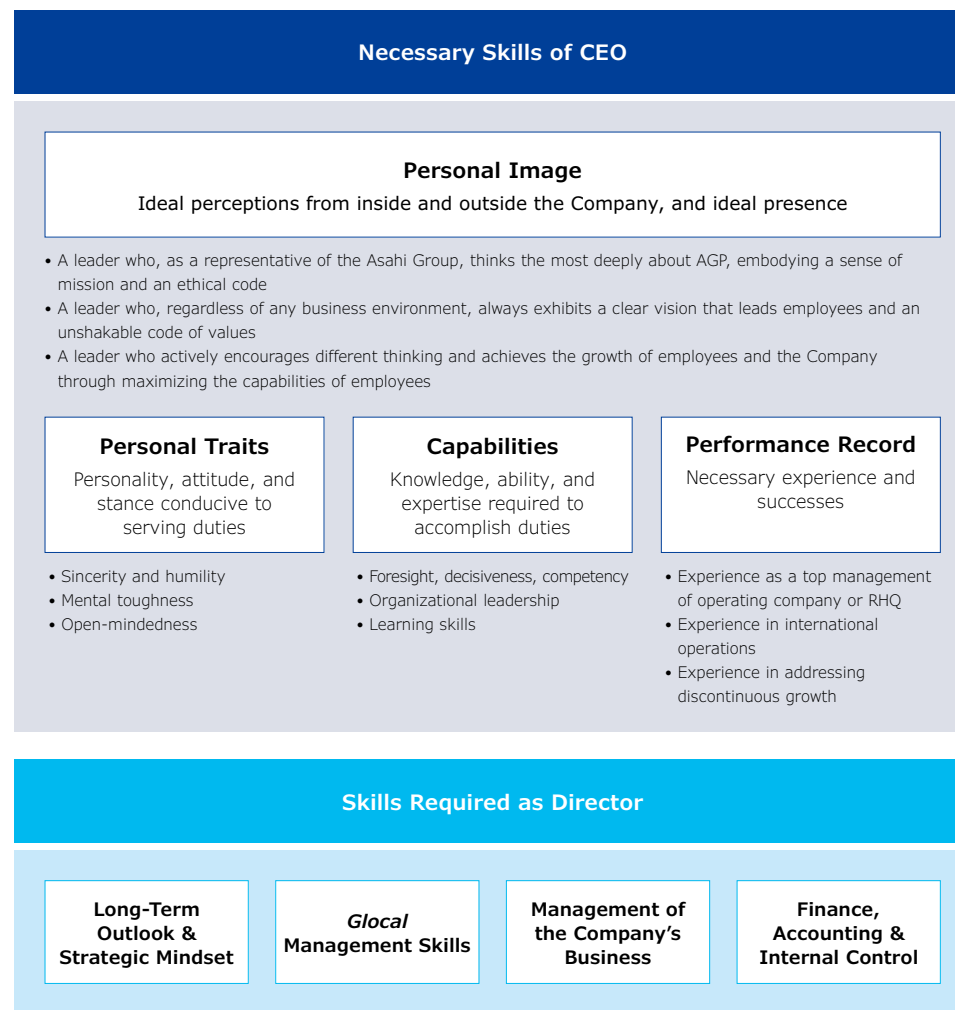 Necessary Skills of CEO
Personal Image
Ideal perceptions from inside and outside the Company, and ideal presence
• A leader who, as a representative of the Asahi Group, thinks the most deeply about AGP, embodying a sense of
mission and an ethical code
• A leader who, regardless of any business environment, always exhibits a clear vision that leads employees and an
unshakable code of values
• A leader who actively encourages different thinking and achieves the growth of employees and the Company
through maximizing the capabilities of employees
Personal Traits
Personality, attitude, and
stance conducive to
serving duties
• Sincerity and humility
• Mental toughness
• Open-mindedness
Capabilities
Knowledge, ability, and
expertise required to
accomplish duties
• Foresight, decisiveness, competency
• Organizational leadership
• Learning skills
Performance Record
Necessary experience and
successes
• Experience as a top management
of operating company or RHQ
• Experience in international
operations
• Experience in addressing
discontinuous growth
Skills Required as Director
Long-Term
Outlook &
Strategic Mindset
Glocal
Management Skills
Management of
the Company's
Business
Finance,
Accounting &
Internal Control